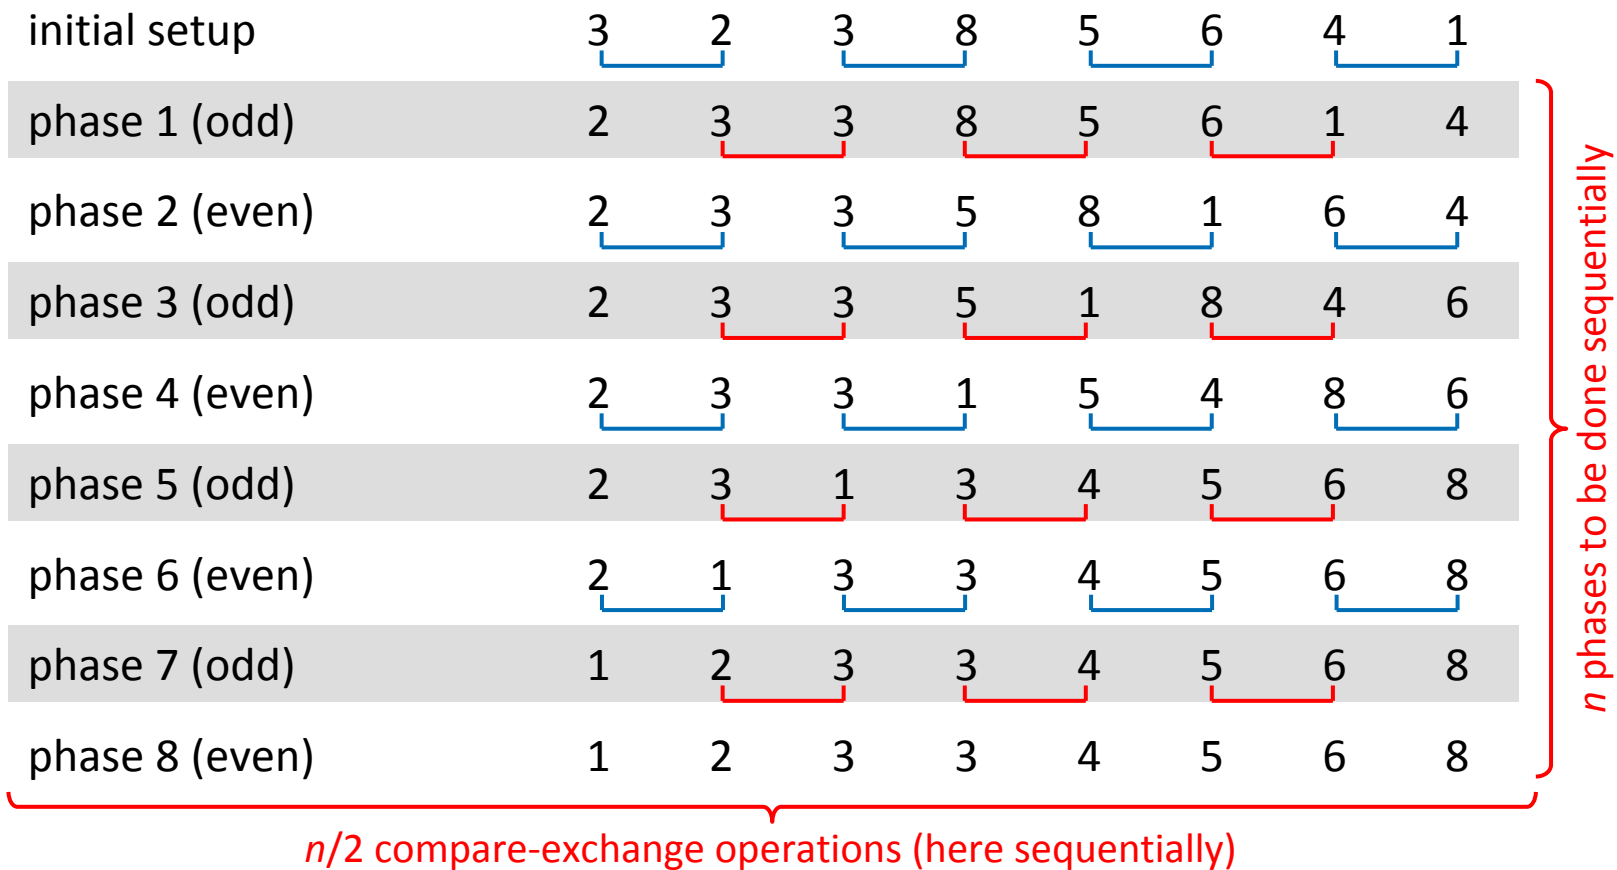 initial setup 3 2 3 8 5 6 4 1
phase 1 (odd) 2 3 3 8 5 6 1 4
phase 2 (even) 2 3 3 5 8 1 6 4
phase 3 (odd) 2 3 3 5 1 8 4 6
phase 4 (even) 2 3 3 1 5 4 8 6
phase 5 (odd) 2 3 1 3 4 5 6 8
phase 6 (even) 2 1 3 3 4 5 6 8
phase 7 (odd) 1 2 3 3 4 5 6 8
phase 8 (even) 1 2 3 3 4 5 6 8
n/2 compare-exchange operations (here sequentially)
n phases to be done sequentially